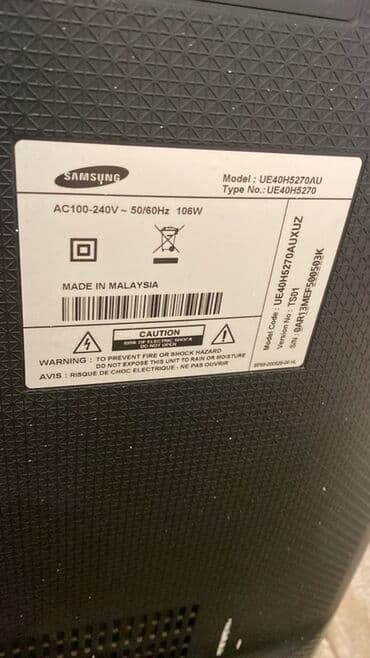 SAMSUNG
Model : UE40H5270AU
Type No.: UE40H5270
AC100-240V ~ 50/60Hz 106W
MADE IN MALAYSIA
CAUTION
RISK OF ELECTRIC SHOCK
DO NOT OPEN
WARNING : TO PREVENT FIRE OR SHOCK HAZARD
DO NOT EXPOSE THIS UNIT TO RAIN OR MOISTURE
AVIS : RISQUE DE CHOC ELECTRIQUE - NE PAS OUVRIR
Model Code : UE40H5270AUXUZ
Version No : TS01
S/N : 0AR13MEF500503K